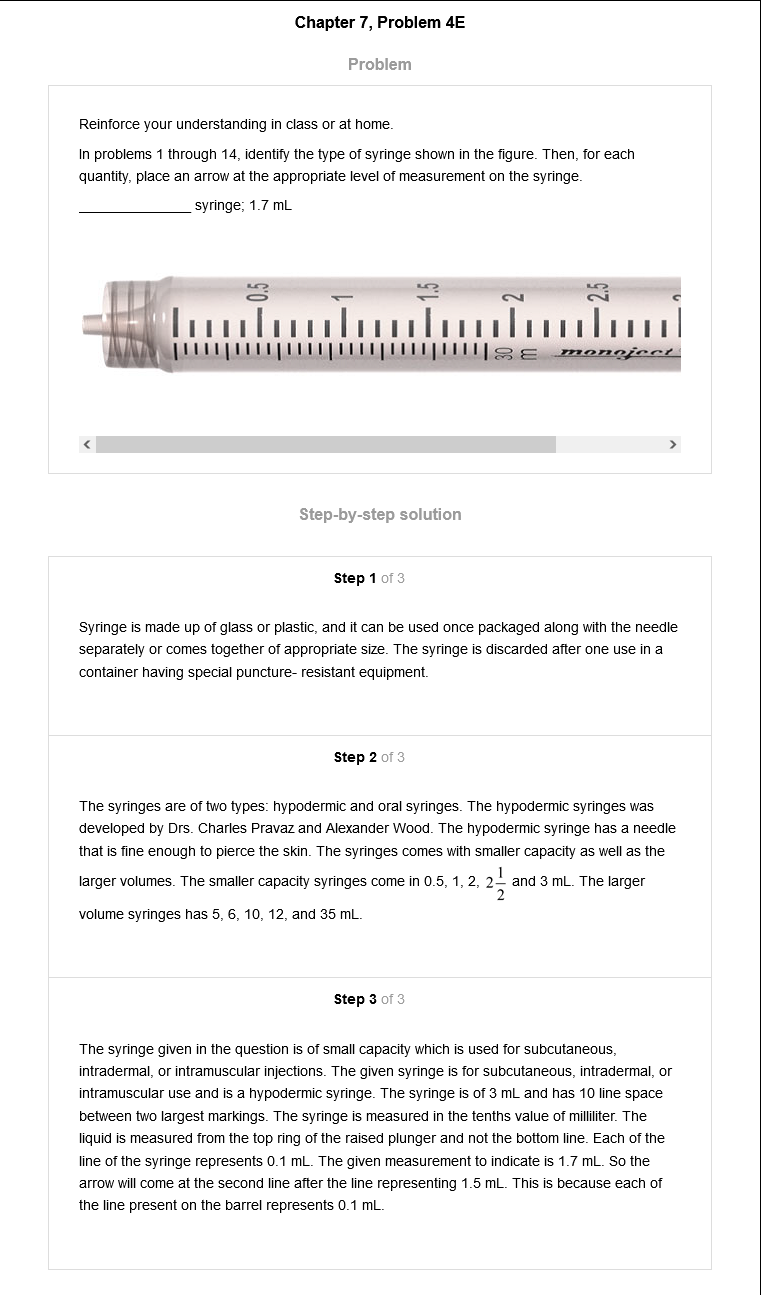 Chapter 7, Problem 4E
Problem
Reinforce your understanding in class or at home.
In problems 1 through 14, identify the type of syringe shown in the figure. Then, for each
quantity, place an arrow at the appropriate level of measurement on the syringe.
_______________ syringe; 1.7 mL
0.5 1 1.5 2 2.5
30 m monoject
Step-by-step solution
Step 1 of 3
Syringe is made up of glass or plastic, and it can be used once packaged along with the needle
separately or comes together of appropriate size. The syringe is discarded after one use in a
container having special puncture- resistant equipment.
Step 2 of 3
The syringes are of two types: hypodermic and oral syringes. The hypodermic syringes was
developed by Drs. Charles Pravaz and Alexander Wood. The hypodermic syringe has a needle
that is fine enough to pierce the skin. The syringes comes with smaller capacity as well as the
larger volumes. The smaller capacity syringes come in 0.5, 1, 2, 2 1/2 and 3 mL. The larger
volume syringes has 5, 6, 10, 12, and 35 mL.
Step 3 of 3
The syringe given in the question is of small capacity which is used for subcutaneous,
intradermal, or intramuscular injections. The given syringe is for subcutaneous, intradermal, or
intramuscular use and is a hypodermic syringe. The syringe is of 3 mL and has 10 line space
between two largest markings. The syringe is measured in the tenths value of milliliter. The
liquid is measured from the top ring of the raised plunger and not the bottom line. Each of the
line of the syringe represents 0.1 mL. The given measurement to indicate is 1.7 mL. So the
arrow will come at the second line after the line representing 1.5 mL. This is because each of
the line present on the barrel represents 0.1 mL.